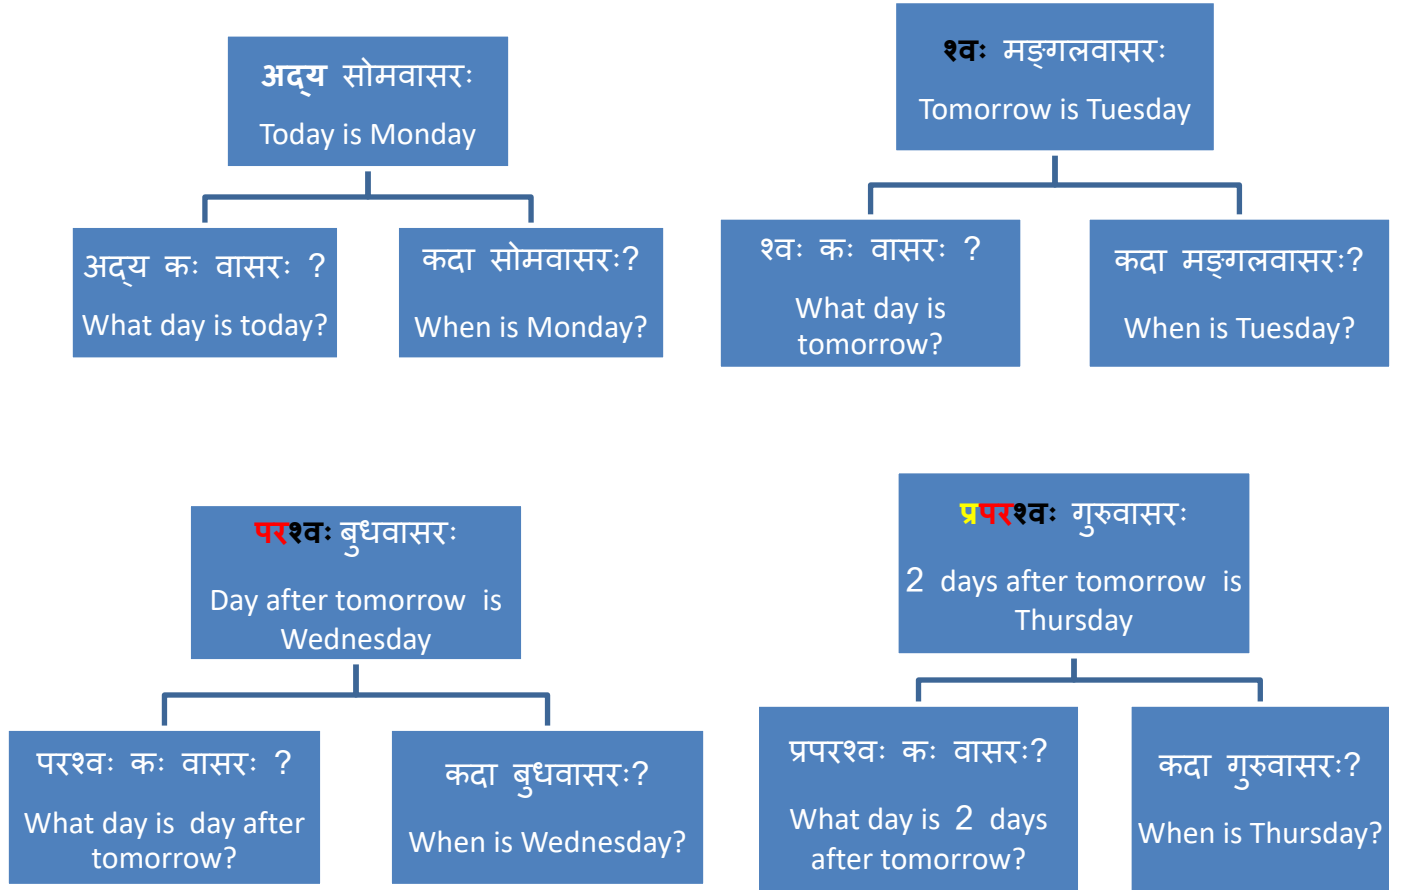 अद्य सोमवासरः
Today is Monday
अद्य कः वासरः ?
What day is today?
कदा सोमवासरः?
When is Monday?
श्वः मङ्गलवासरः
Tomorrow is Tuesday
श्वः कः वासरः ?
What day is
tomorrow?
कदा मङ्गलवासरः?
When is Tuesday?
परश्वः बुधवासरः
Day after tomorrow is
Wednesday
परश्वः कः वासरः ?
What day is day after
tomorrow?
कदा बुधवासरः?
When is Wednesday?
प्रपरश्वः गुरुवासरः
2 days after tomorrow is
Thursday
प्रपरश्वः कः वासरः?
What day is 2 days
after tomorrow?
कदा गुरुवासरः?
When is Thursday?